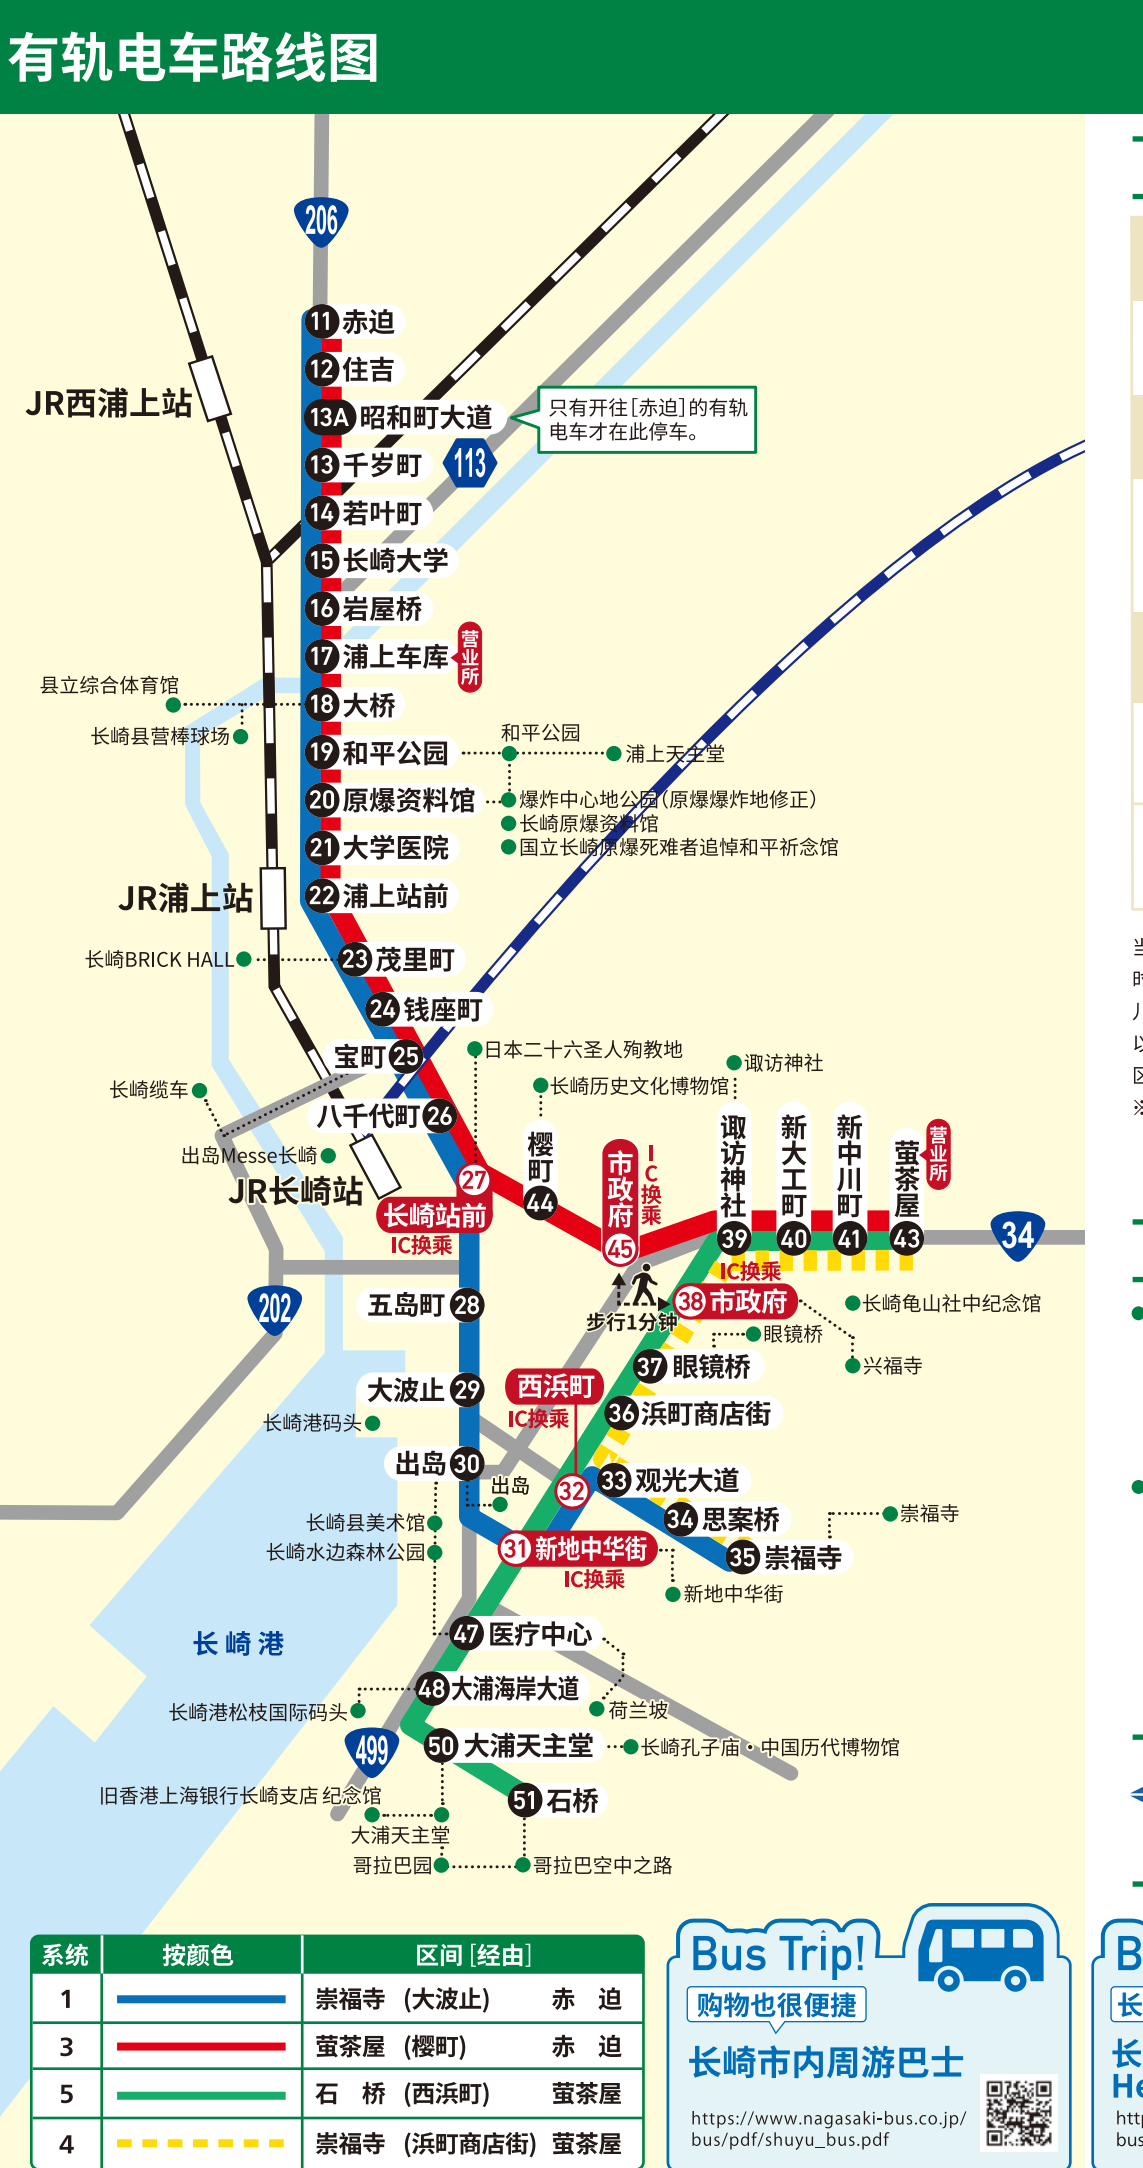 有轨电车路线图
206
11 赤迫
12 住吉
JR西浦上站
13A 昭和町大道
只有开往[赤迫]的有轨
电车才在此停车。
13 千岁町
113
14 若叶町
15 长崎大学
16 岩屋桥
17 浦上车库
营业所
县立综合体育馆
18 大桥
长崎县营棒球场
和平公园
19 和平公园
浦上天主堂
20 原爆资料馆
爆炸中心地公园(原爆爆炸地修正)
长崎原爆资料馆
21 大学医院
国立长崎原爆死难者追悼和平祈念馆
JR浦上站
22 浦上站前
长崎BRICK HALL
23 茂里町
24 钱座町
宝町 25
日本二十六圣人殉教地
诹访神社
长崎缆车
长崎历史文化博物馆
八千代町 26
出岛Messe长崎
JR长崎站
27
长崎站前
IC换乘
樱町
44
市政府
45
IC换乘
诹访神社
39
新大工町
40
新中川町
41
萤茶屋
43
营业所
34
202
IC换乘
38 市政府
步行1分钟
五岛町 28
长崎龟山社中纪念馆
眼镜桥
兴福寺
37 眼镜桥
大波止 29
西浜町
IC换乘
36 浜町商店街
长崎港码头
出岛 30
出岛
32
33 观光大道
34 思案桥
崇福寺
长崎县美术馆
31 新地中华街
IC换乘
35 崇福寺
长崎水边森林公园
新地中华街
长崎港
47 医疗中心
48 大浦海岸大道
长崎港松枝国际码头
荷兰坡
499
50 大浦天主堂
长崎孔子庙・中国历代博物馆
旧香港上海银行长崎支店 纪念馆
51 石桥
大浦天主堂
哥拉巴园
哥拉巴空中之路
系统 按颜色 区间 [经由]
1 崇福寺 (大波止) 赤 迫
3 萤茶屋 (樱町) 赤 迫
5 石 桥 (西浜町) 萤茶屋
4 崇福寺 (浜町商店街) 萤茶屋
Bus Trip!
购物也很便捷
长崎市内周游巴士
https://www.nagasaki-bus.co.jp/
bus/pdf/shuyu_bus.pdf